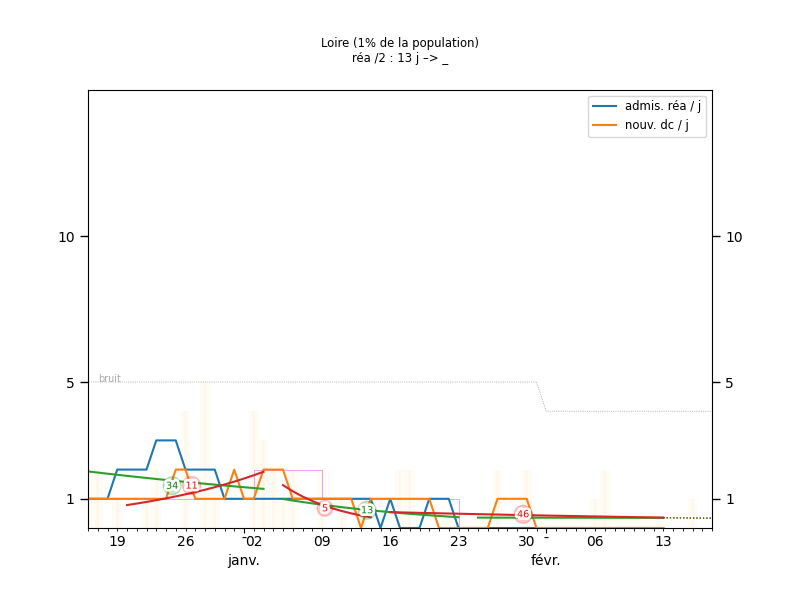 Loire (1% de la population)
réa /2 : 13 j –> _
admis. réa / j
nouv. dc / j
10 10
bruit
5 5
34 11
5
13
46
1 1
19 26 02 09 16 23 30 06 13
janv. févr.